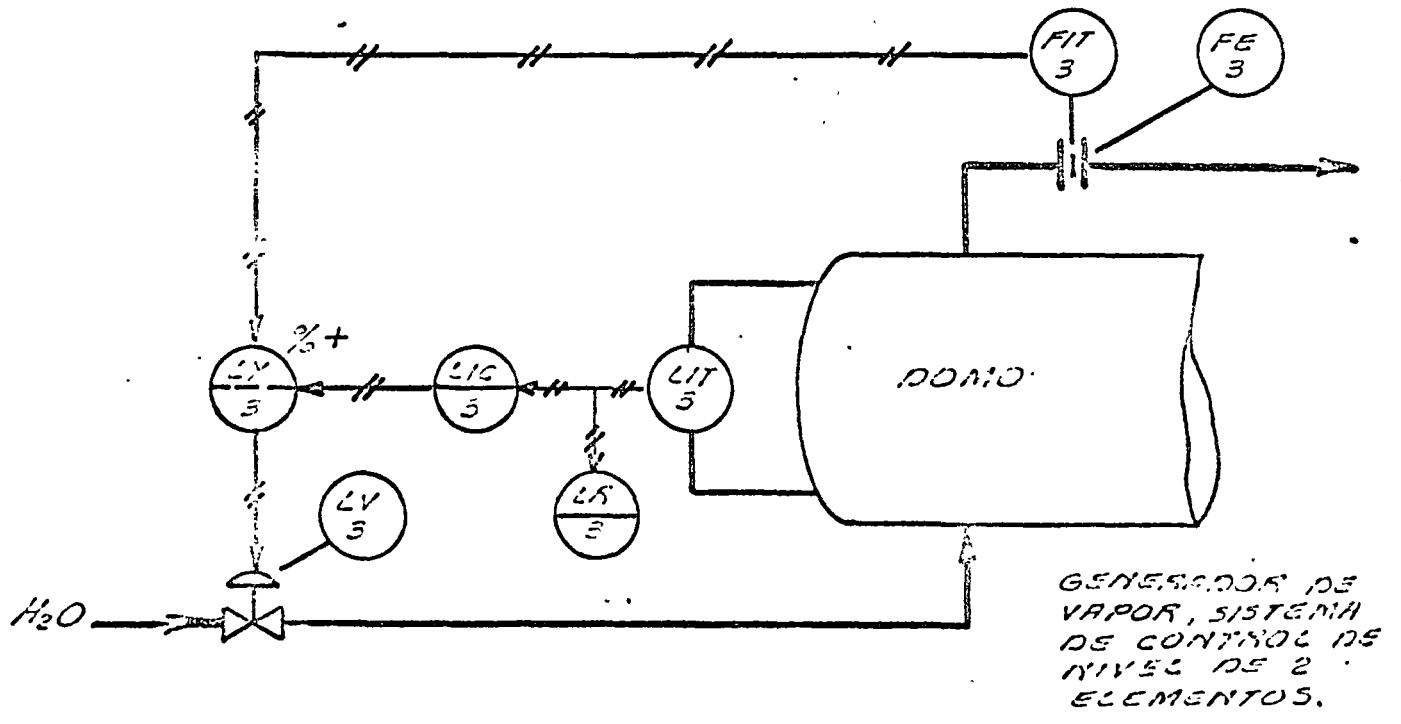 FIT
3
FE
3
%+
LY
3
LIC
3
LIT
3
DOMO
LV
3
LR
3
H₂O
GENERADOR DE
VAPOR, SISTEMA
DE CONTROL DE
NIVEL DE 2
ELEMENTOS.